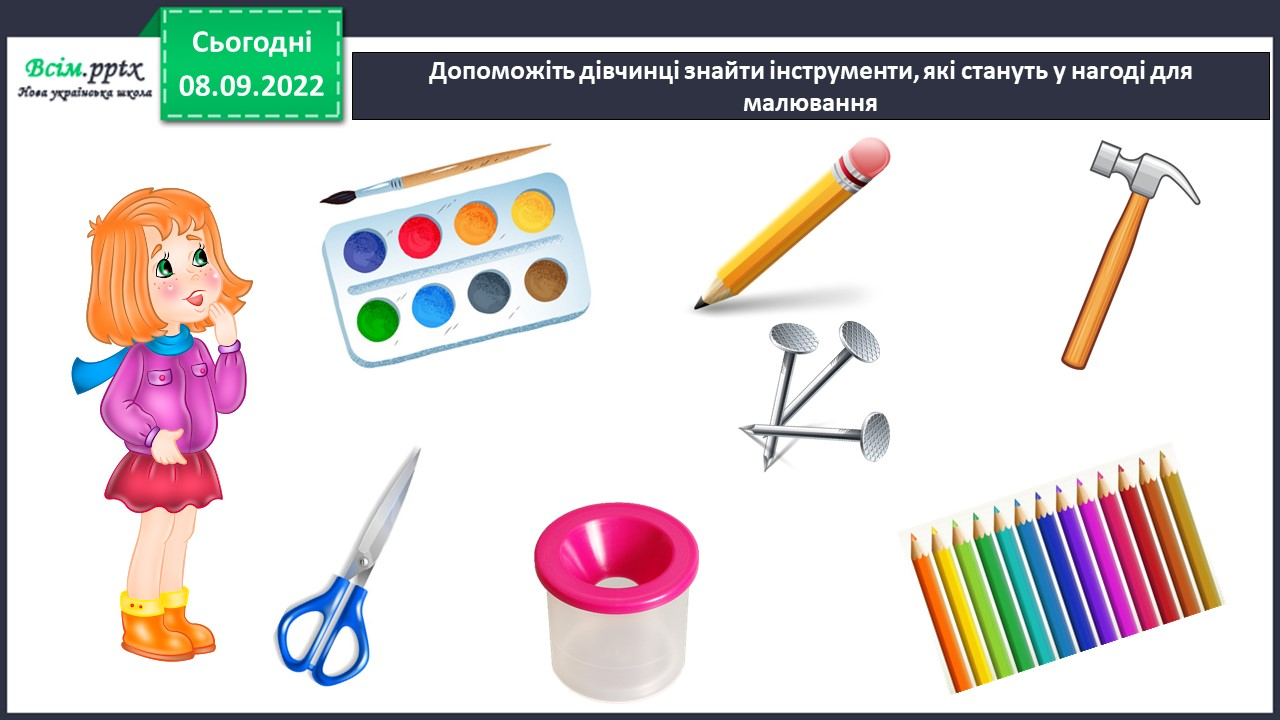 Всім.pptx
Нова українська школа
Сьогодні
08.09.2022
Допоможіть дівчинці знайти інструменти, які стануть у нагоді для
малювання